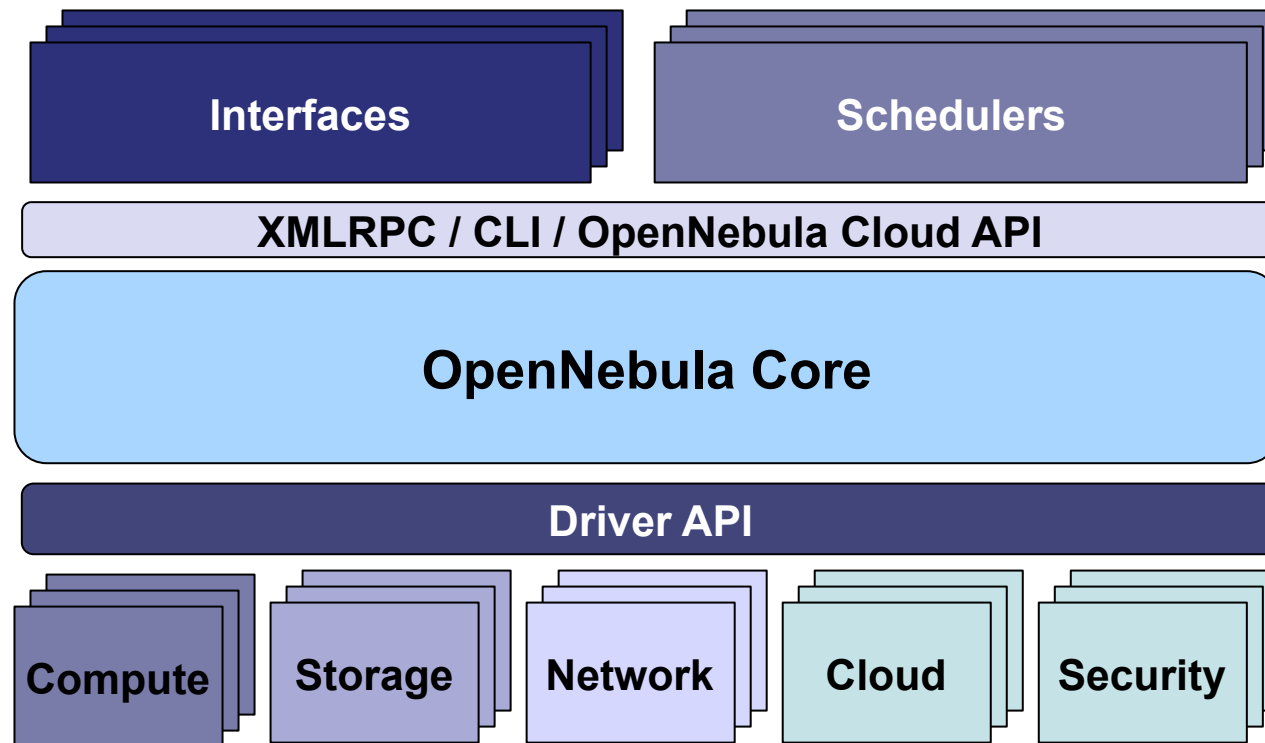 Interfaces
Schedulers
XMLRPC / CLI / OpenNebula Cloud API
OpenNebula Core
Driver API
Compute
Storage
Network
Cloud
Security